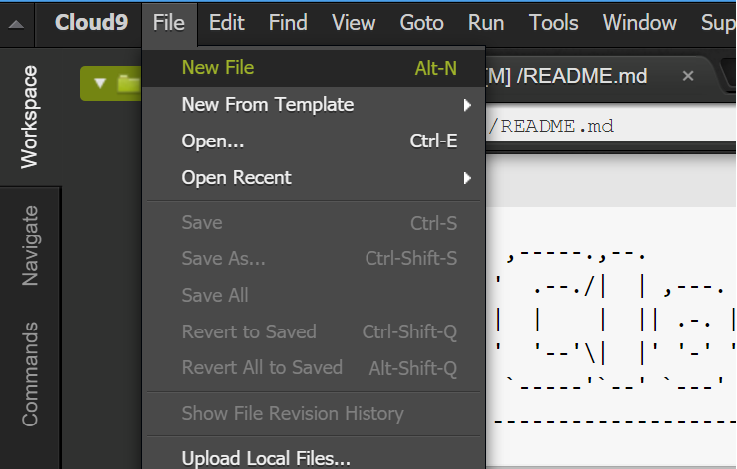 Cloud9 File Edit Find View Goto Run Tools Window Sup
Workspace
Navigate
Commands
New File Alt-N
New From Template
Open... Ctrl-E
Open Recent
Save Ctrl-S
Save As... Ctrl-Shift-S
Save All
Revert to Saved Ctrl-Shift-Q
Revert All to Saved Alt-Shift-Q
Show File Revision History
Upload Local Files...
[M] /README.md ×
/README.md
,-----.,--.
' .--./| | ,---. 
| | | || .-. |
' '--'\| |' '-' '
`-----'`--' `---'
-------------------